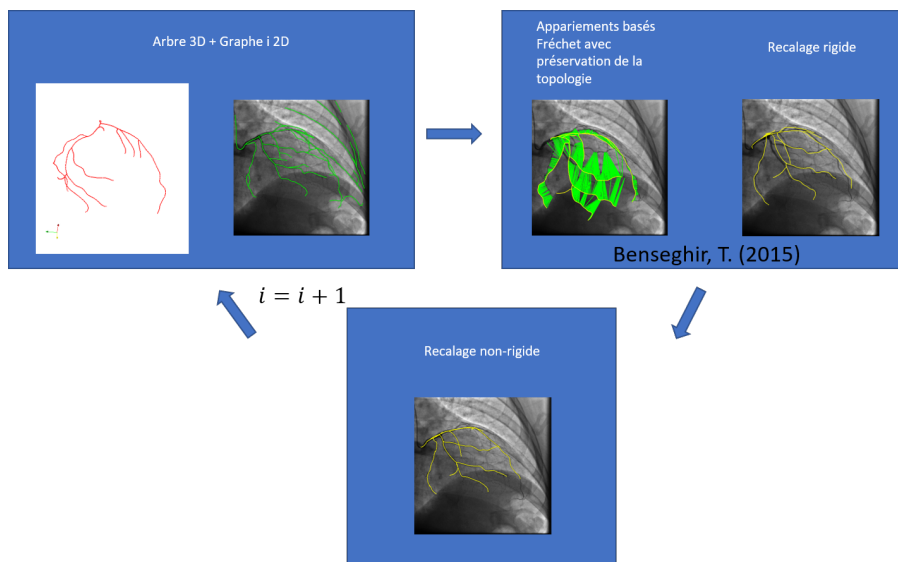 Arbre 3D + Graphe i 2D
Appariements basés
Fréchet avec
préservation de la
topologie
Recalage rigide
Benseghir, T. (2015)
i = i + 1
Recalage non-rigide